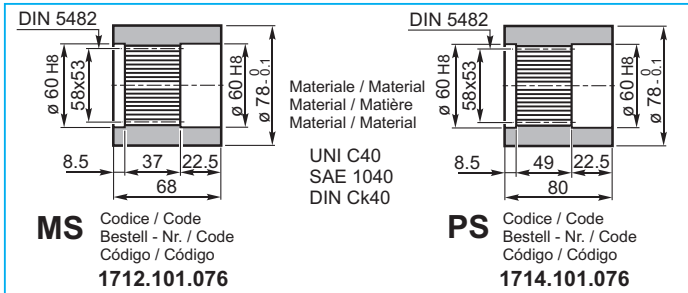 DIN 5482
ø 60 H8
58x53
ø 60 H8
ø 78 0 -0.1
8.5 37 22.5
68
MS
Codice / Code
Bestell - Nr. / Code
Código / Código
1712.101.076
Materiale / Material
Material / Matière
Material / Material
UNI C40
SAE 1040
DIN Ck40
DIN 5482
ø 60 H8
58x53
ø 60 H8
ø 78 0 -0.1
8.5 49 22.5
80
PS
Codice / Code
Bestell - Nr. / Code
Código / Código
1714.101.076